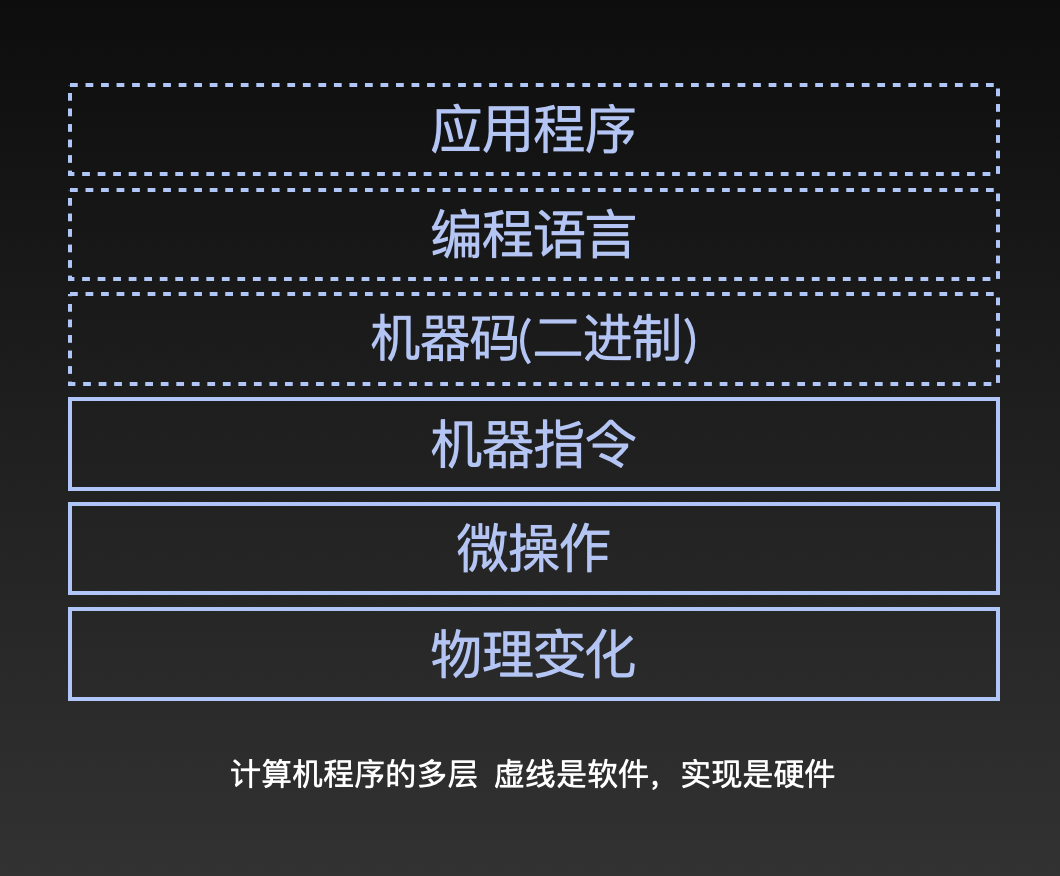 应用程序
编程语言
机器码(二进制)
机器指令
微操作
物理变化
计算机程序的多层 虚线是软件，实现是硬件